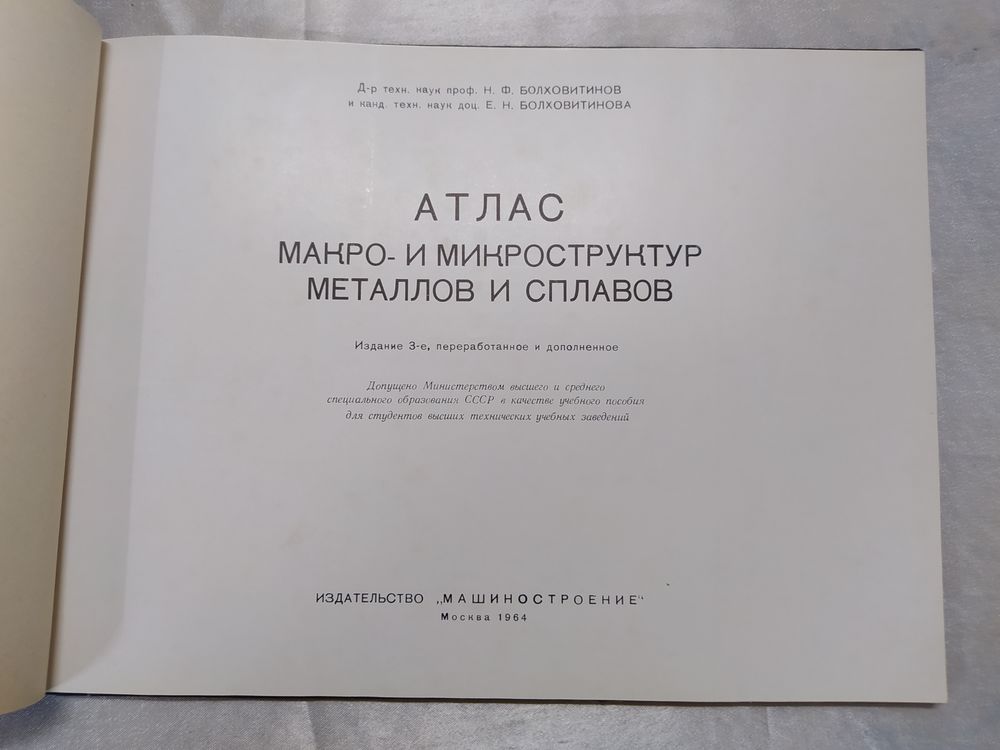 Д-р техн. наук проф. Н. Ф. БОЛХОВИТИНОВ
и канд. техн. наук доц. Е. Н. БОЛХОВИТИНОВА
АТЛАС
МАКРО- И МИКРОСТРУКТУР
МЕТАЛЛОВ И СПЛАВОВ
Издание 3-е, переработанное и дополненное
Допущено Министерством высшего и среднего
специального образования СССР в качестве учебного пособия
для студентов высших технических учебных заведений
ИЗДАТЕЛЬСТВО „МАШИНОСТРОЕНИЕ“
Москва 1964